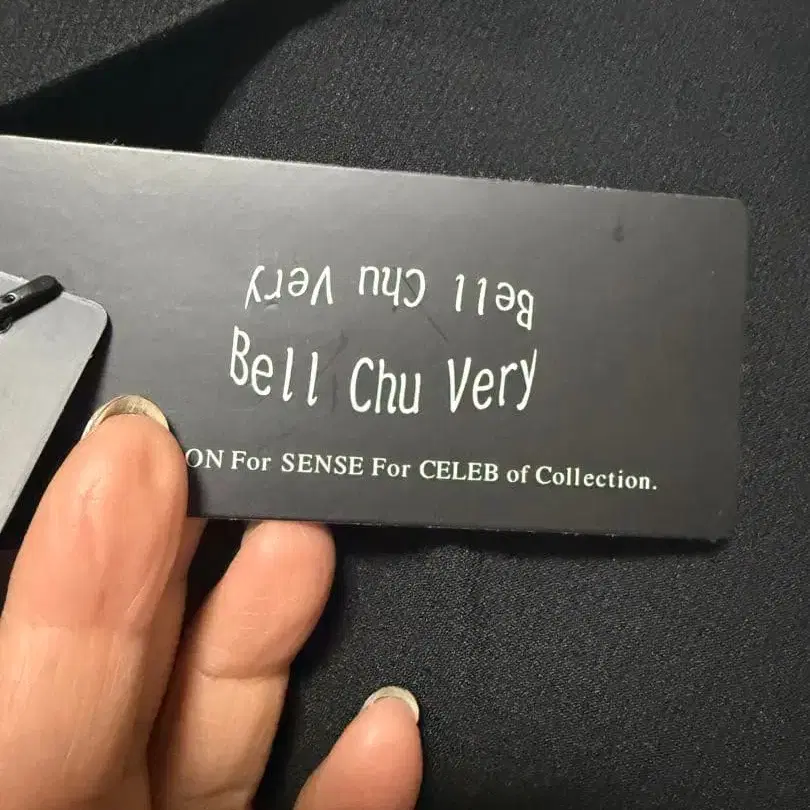 Bell Chu Very
Bell Chu Very
ON For SENSE For CELEB of Collection.